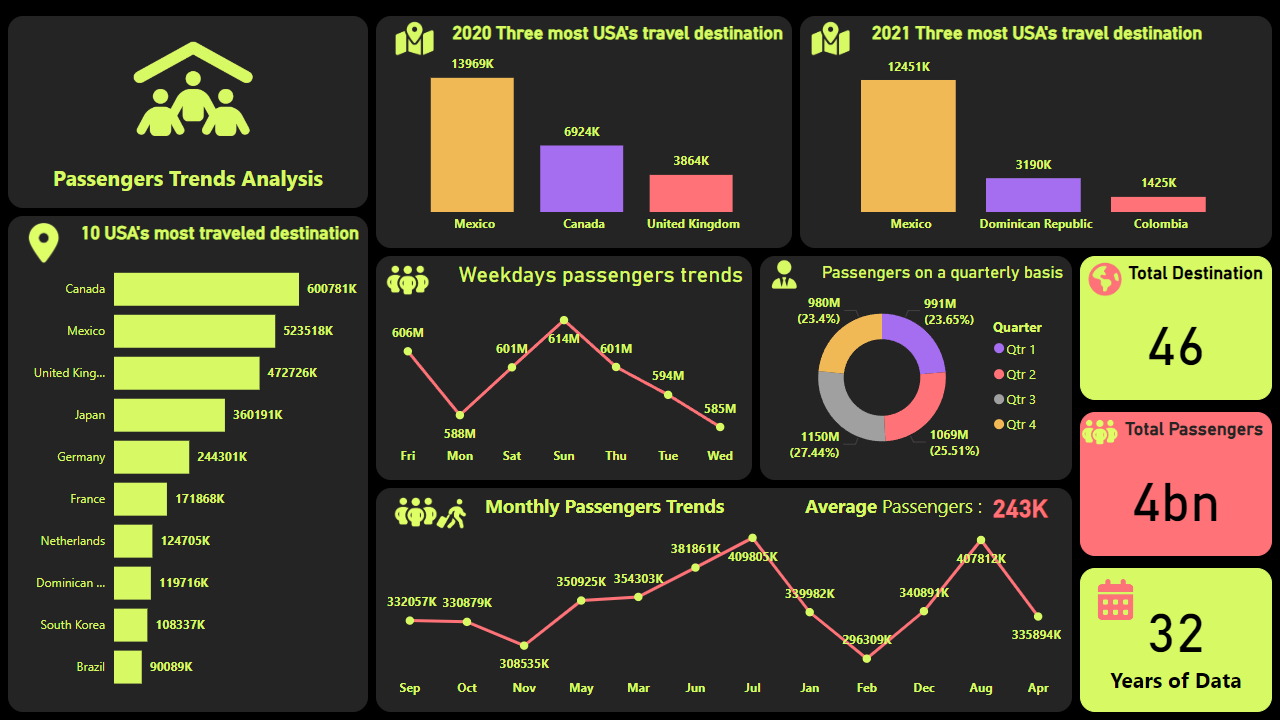 Passengers Trends Analysis
2020 Three most USA's travel destination
13969K
6924K
3864K
Mexico Canada United Kingdom
2021 Three most USA's travel destination
12451K
3190K
1425K
Mexico Dominican Republic Colombia
10 USA's most traveled destination
Canada 600781K
Mexico 523518K
United King... 472726K
Japan 360191K
Germany 244301K
France 171868K
Netherlands 124705K
Dominican ... 119716K
South Korea 108337K
Brazil 90089K
Weekdays passengers trends
606M
588M
601M
614M
601M
594M
585M
Fri Mon Sat Sun Thu Tue Wed
Passengers on a quarterly basis
980M
(23.4%)
991M
(23.65%)
1150M
(27.44%)
1069M
(25.51%)
Quarter
Qtr 1
Qtr 2
Qtr 3
Qtr 4
Total Destination
46
Total Passengers
4bn
32
Years of Data
Monthly Passengers Trends
Average Passengers : 243K
332057K
330879K
308535K
350925K
354303K
381861K
409805K
339982K
296309K
340891K
407812K
335894K
Sep Oct Nov May Mar Jun Jul Jan Feb Dec Aug Apr